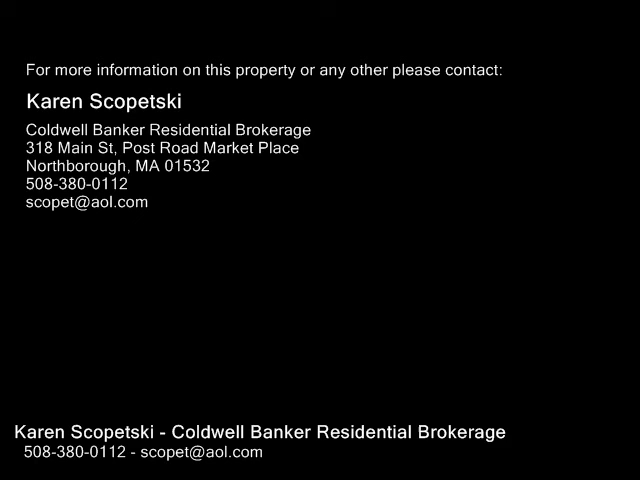 For more information on this property or any other please contact:
Karen Scopetski
Coldwell Banker Residential Brokerage
318 Main St, Post Road Market Place
Northborough, MA 01532
508-380-0112
scopet@aol.com
Karen Scopetski - Coldwell Banker Residential Brokerage
508-380-0112 - scopet@aol.com